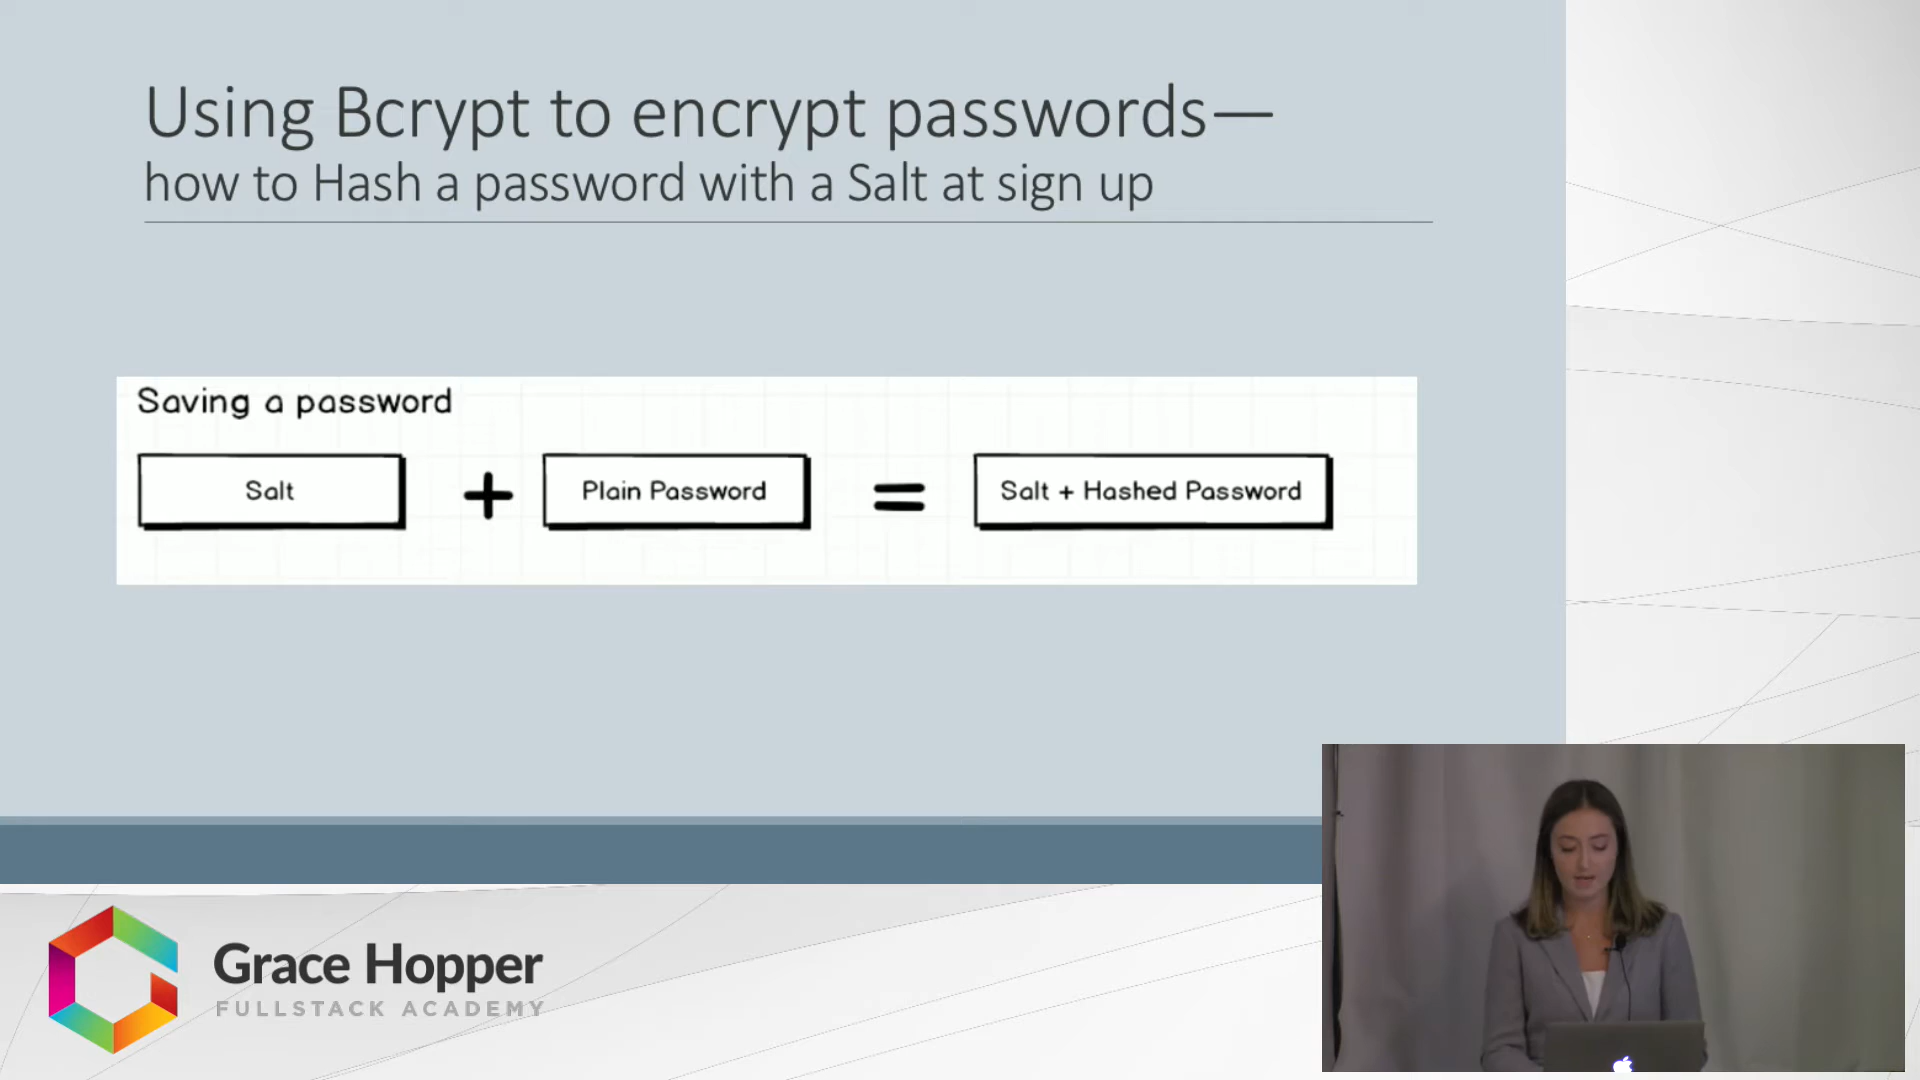 Using Bcrypt to encrypt passwords—
how to Hash a password with a Salt at sign up
Saving a password
Salt + Plain Password = Salt + Hashed Password
Grace Hopper
FULLSTACK ACADEMY